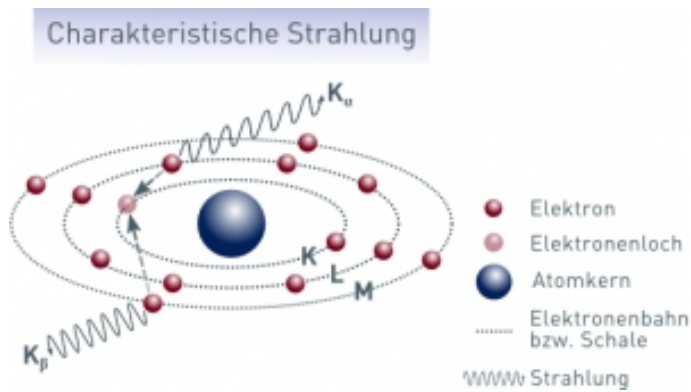 Charakteristische Strahlung
Kα
K
L
M
Kβ
Elektron
Elektronenloch
Atomkern
Elektronenbahn
bzw. Schale
Strahlung